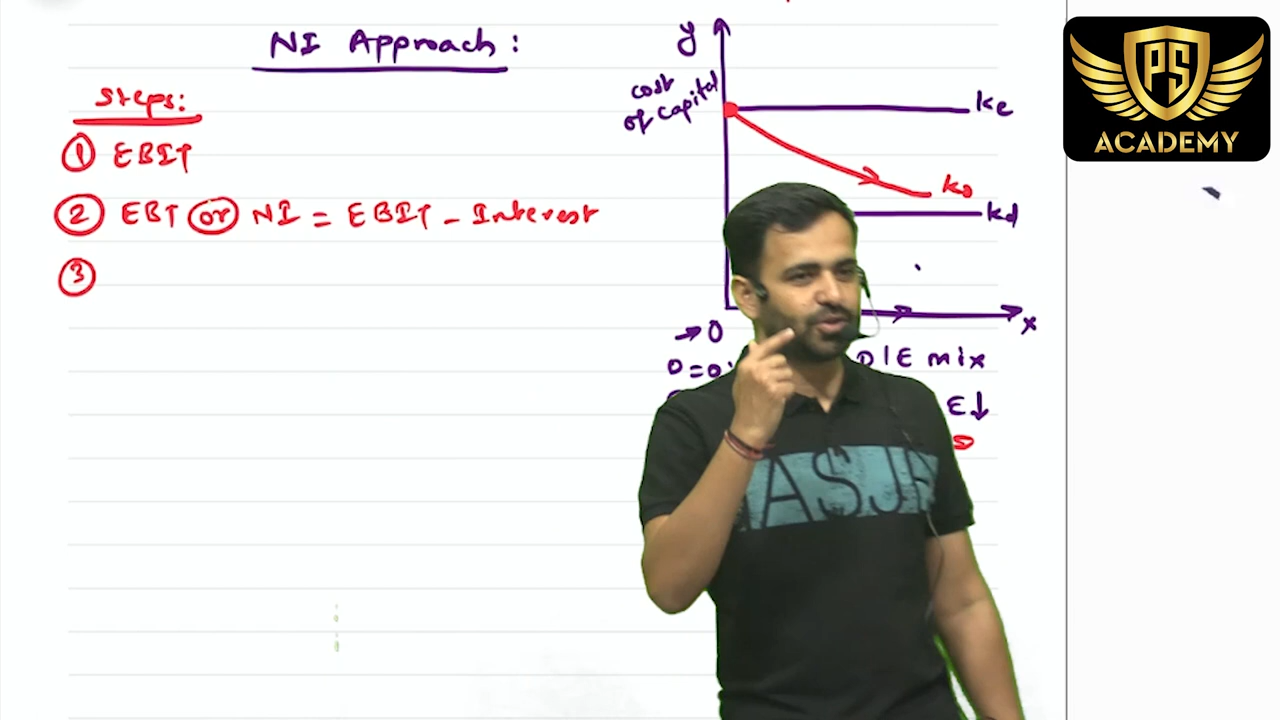 NI Approach:
Steps:
① EBIT
② EBT or NI = EBIT - Interest
③
y
cost
of capital
ke
ko
kd
x
→ 0
D=0
D/E mix
E↓
PS
ACADEMY